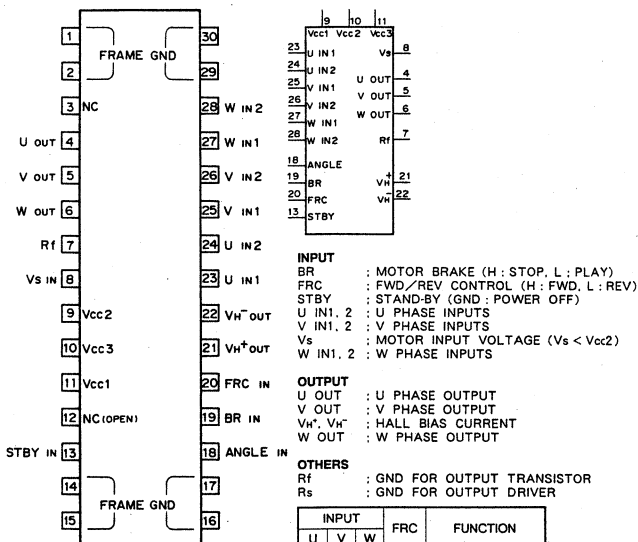 1 30
FRAME GND
2 29
3 NC 28 W IN2
U OUT 4 27 W IN1
V OUT 5 26 V IN2
W OUT 6 25 V IN1
Rf 7 24 U IN2
Vs IN 8 23 U IN1
9 Vcc2 22 VH⁻OUT
10 Vcc3 21 VH⁺OUT
11 Vcc1 20 FRC IN
12 NC(OPEN) 19 BR IN
STBY IN 13 18 ANGLE IN
14 17
FRAME GND
15 16
9 10 11
Vcc1 Vcc2 Vcc3
23 U IN1 Vs 8
24 U IN2 U OUT 4
25 V IN1 V OUT 5
26 V IN2 W OUT 6
27 W IN1
28 W IN2 Rf 7
18 ANGLE
19 BR VH⁺ 21
20 FRC VH⁻ 22
13 STBY
INPUT
BR ; MOTOR BRAKE (H : STOP, L : PLAY)
FRC ; FWD/REV CONTROL (H : FWD, L : REV)
STBY ; STAND-BY (GND : POWER OFF)
U IN1, 2 ; U PHASE INPUTS
V IN1, 2 ; V PHASE INPUTS
Vs ; MOTOR INPUT VOLTAGE (Vs < Vcc2)
W IN1, 2 ; W PHASE INPUTS
OUTPUT
U OUT ; U PHASE OUTPUT
V OUT ; V PHASE OUTPUT
VH⁺, VH⁻ ; HALL BIAS CURRENT
W OUT ; W PHASE OUTPUT
OTHERS
Rf ; GND FOR OUTPUT TRANSISTOR
Rs ; GND FOR OUTPUT DRIVER
INPUT FRC FUNCTION
U V W